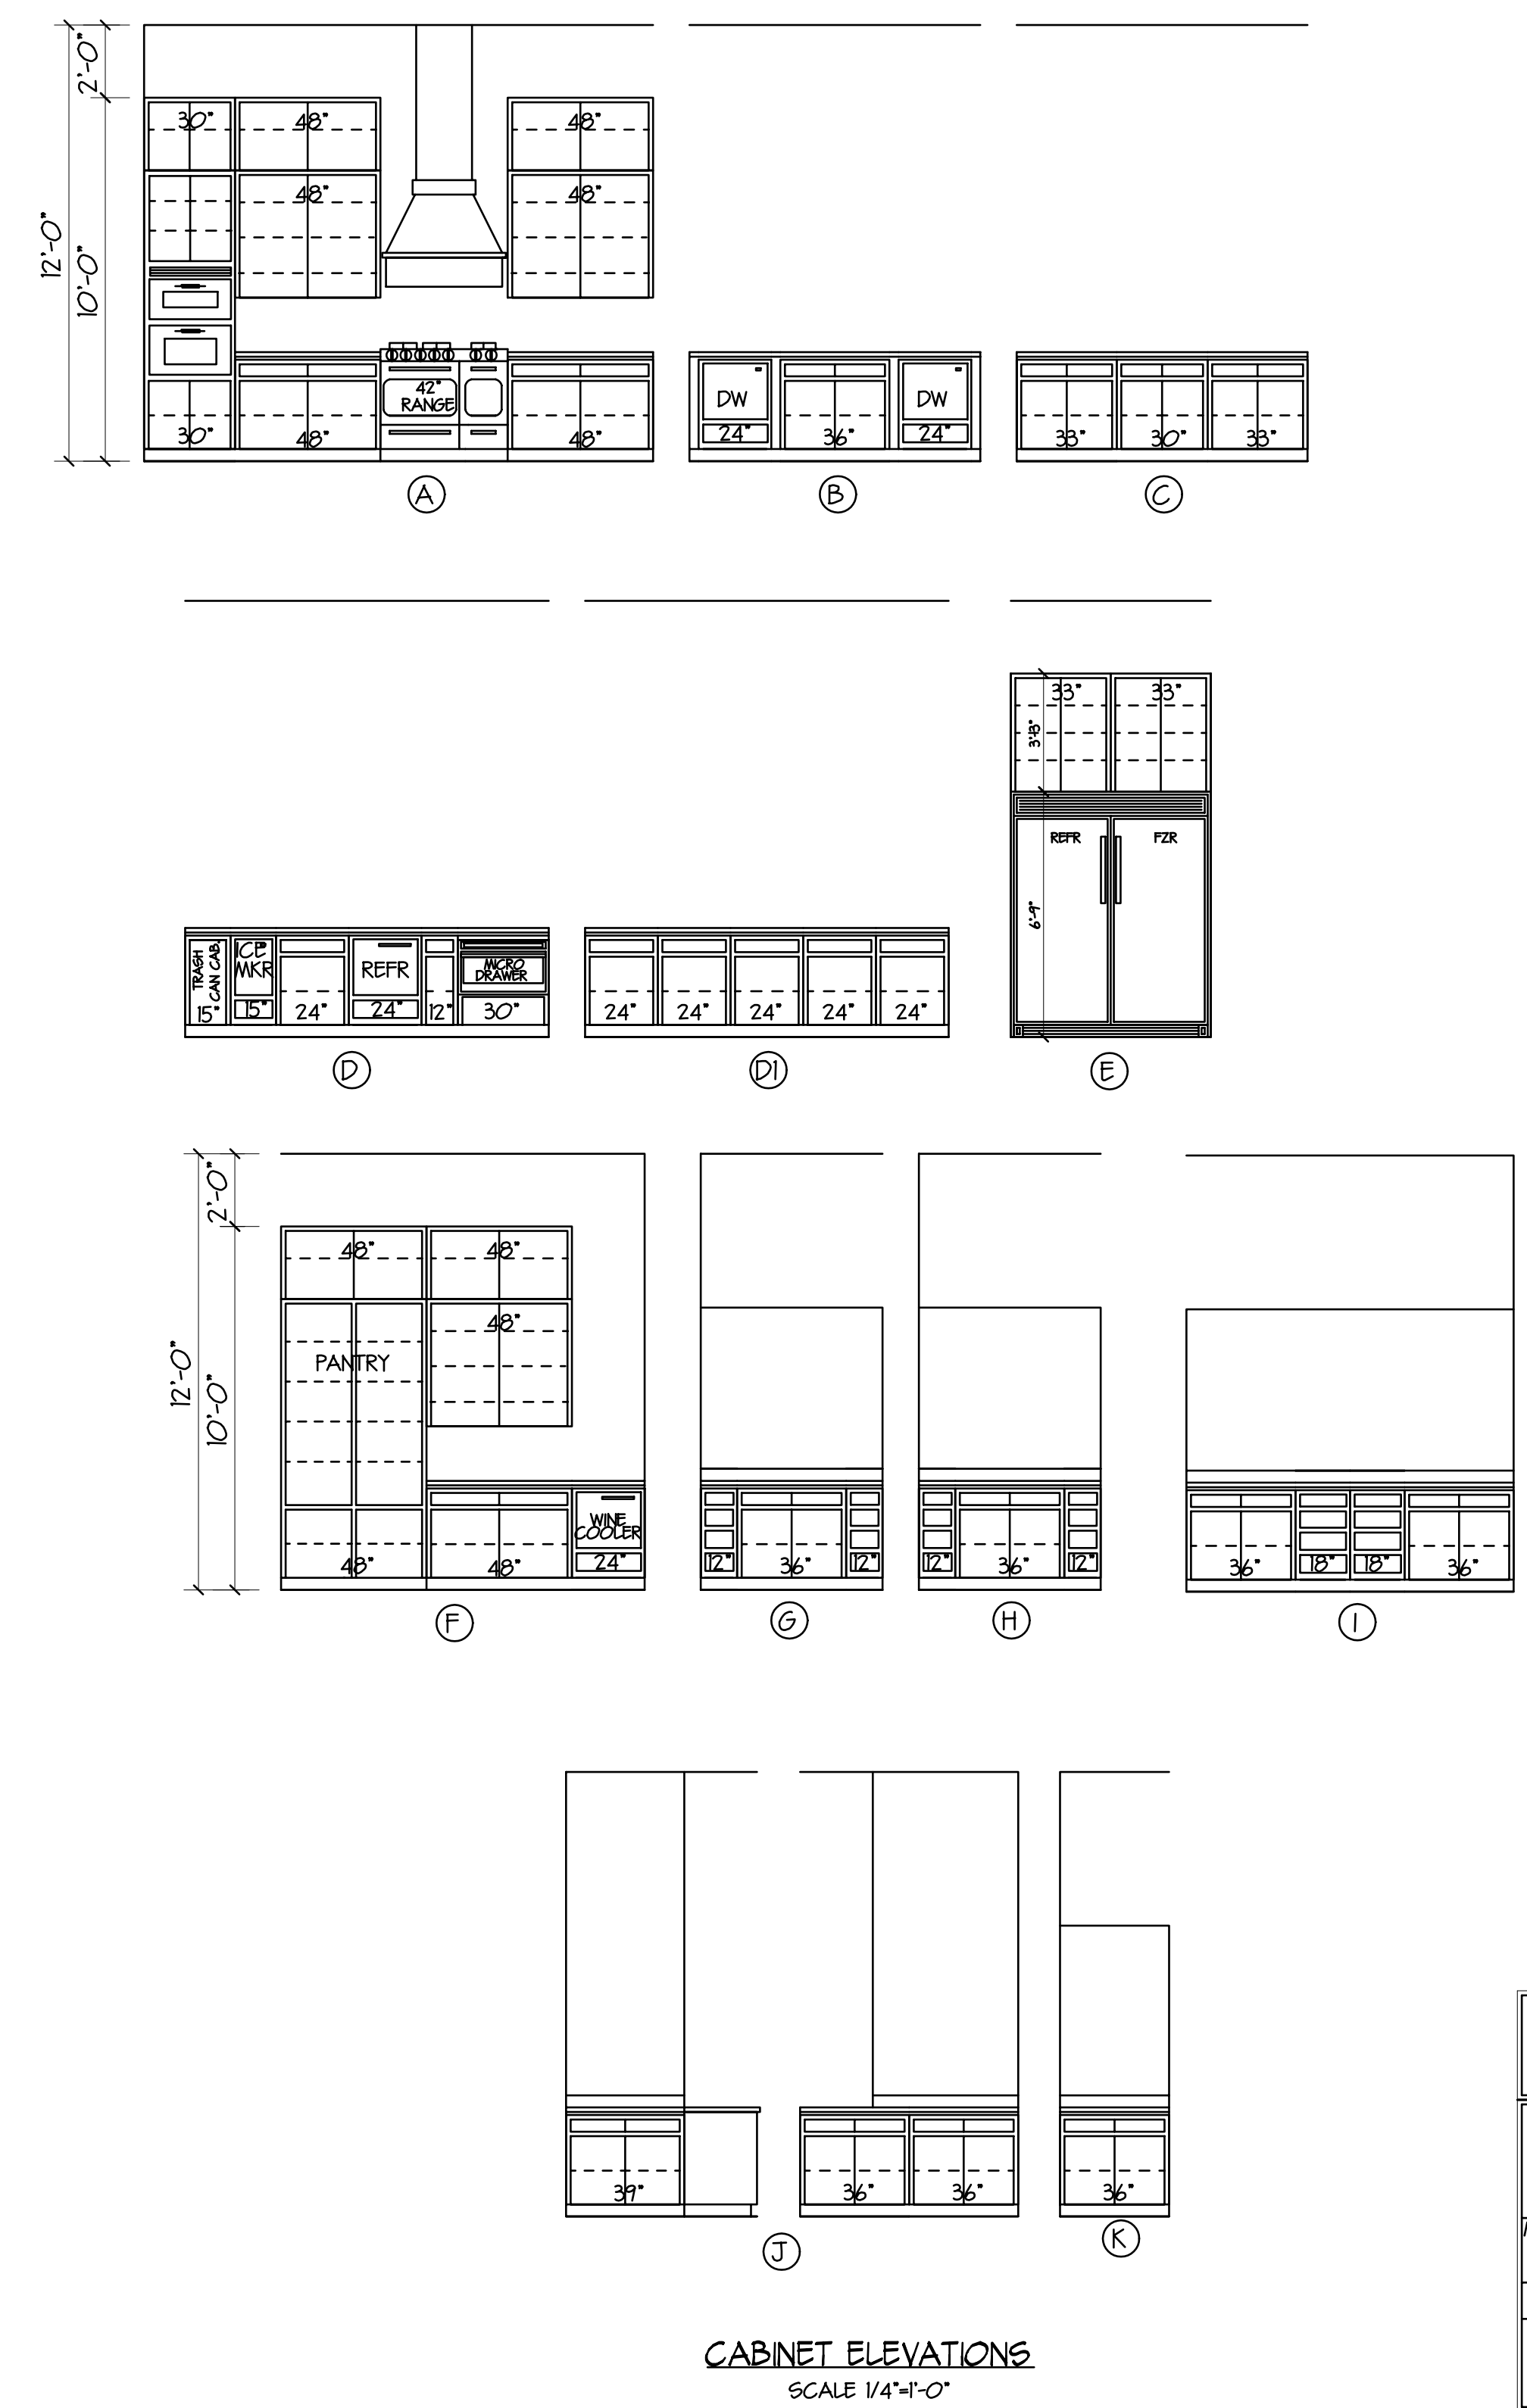 2'-0"
12'-0"
10'-0"
30"
48"
48"
48"
48"
42"
RANGE
30"
48"
48"
A
DW
DW
24"
36"
24"
B
33"
30"
33"
C
TRASH
CAN CAB.
15"
ICE
MKR
15"
24"
REFR
24"
12"
MICRO
DRAWER
30"
D
24"
24"
24"
24"
24"
D1
33"
33"
REFR
FZR
6'-9"
E
2'-0"
12'-0"
10'-0"
48"
48"
48"
PANTRY
WINE
COOLER
48"
48"
24"
F
12"
36"
12"
G
12"
36"
12"
H
36"
18"
18"
36"
I
39"
36"
36"
J
36"
K
CABINET ELEVATIONS
SCALE 1/4"=1'-0"